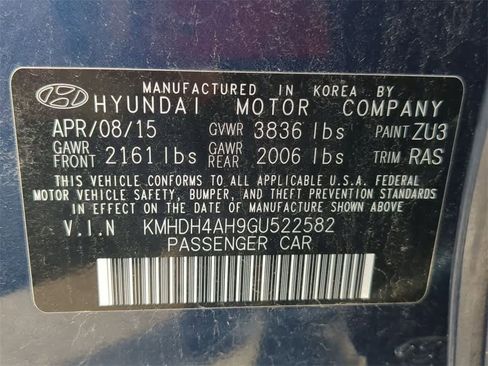 MANUFACTURED IN KOREA BY
HYUNDAI MOTOR COMPANY
APR/08/15 GVWR 3836 lbs PAINT ZU3
GAWR FRONT 2161 lbs GAWR REAR 2006 lbs TRIM RAS
THIS VEHICLE CONFORMS TO ALL APPLICABLE U.S.A. FEDERAL
MOTOR VEHICLE SAFETY, BUMPER, AND THEFT PREVENTION STANDARDS
IN EFFECT ON THE DATE OF MANUFACTURE SHOWN ABOVE.
V.I.N KMHDH4AH9GU522582
PASSENGER CAR